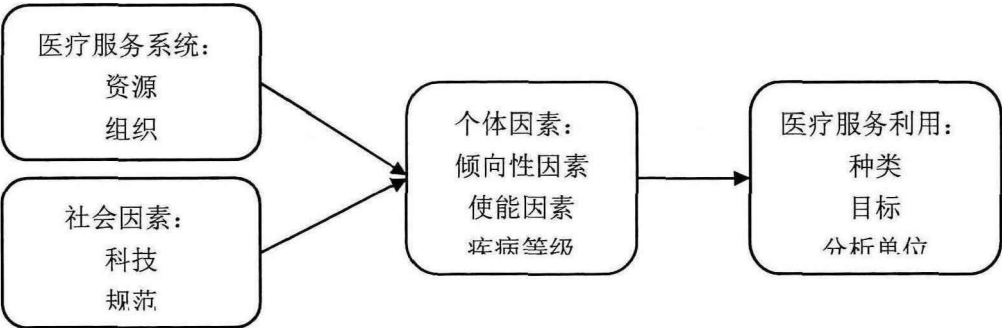 医疗服务系统：
资源
组织
社会因素：
科技
规范
个体因素：
倾向性因素
使能因素
疾病等级
医疗服务利用：
种类
目标
分析单位